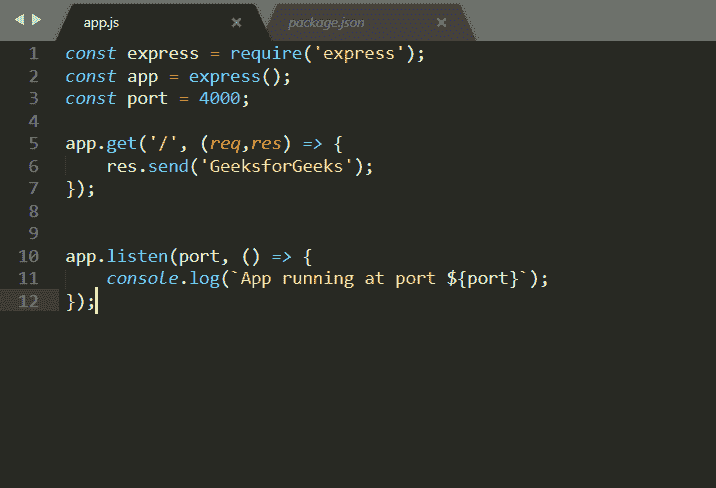 app.js
package.json
1 const express = require('express');
2 const app = express();
3 const port = 4000;
4
5 app.get('/', (req,res) => {
6     res.send('GeeksforGeeks');
7 });
8
9
10 app.listen(port, () => {
11     console.log(`App running at port ${port}`);
12 });